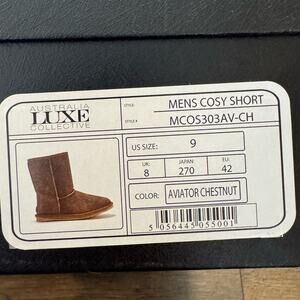 AUSTRALIA
LUXE
COLLECTIVE
STYLE:
MENS COSY SHORT
STYLE #
MCOS303AV-CH
US SIZE:
9
UK: JAPAN: EU:
8 270 42
COLOR:
AVIATOR CHESTNUT
5 056445 055001